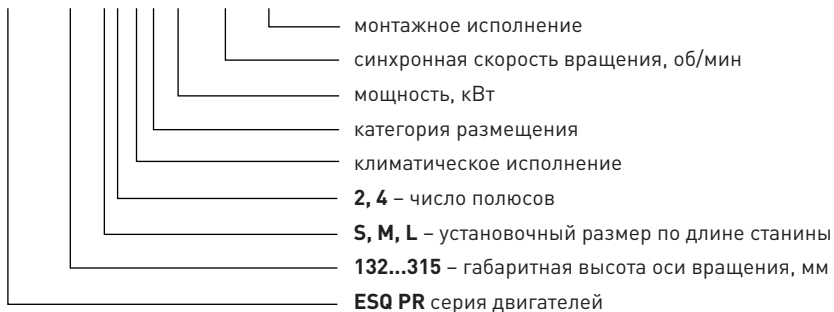 монтажное исполнение
синхронная скорость вращения, об/мин
мощность, кВт
категория размещения
климатическое исполнение
2, 4 – число полюсов
S, M, L – установочный размер по длине станины
132...315 – габаритная высота оси вращения, мм
ESQ PR серия двигателей